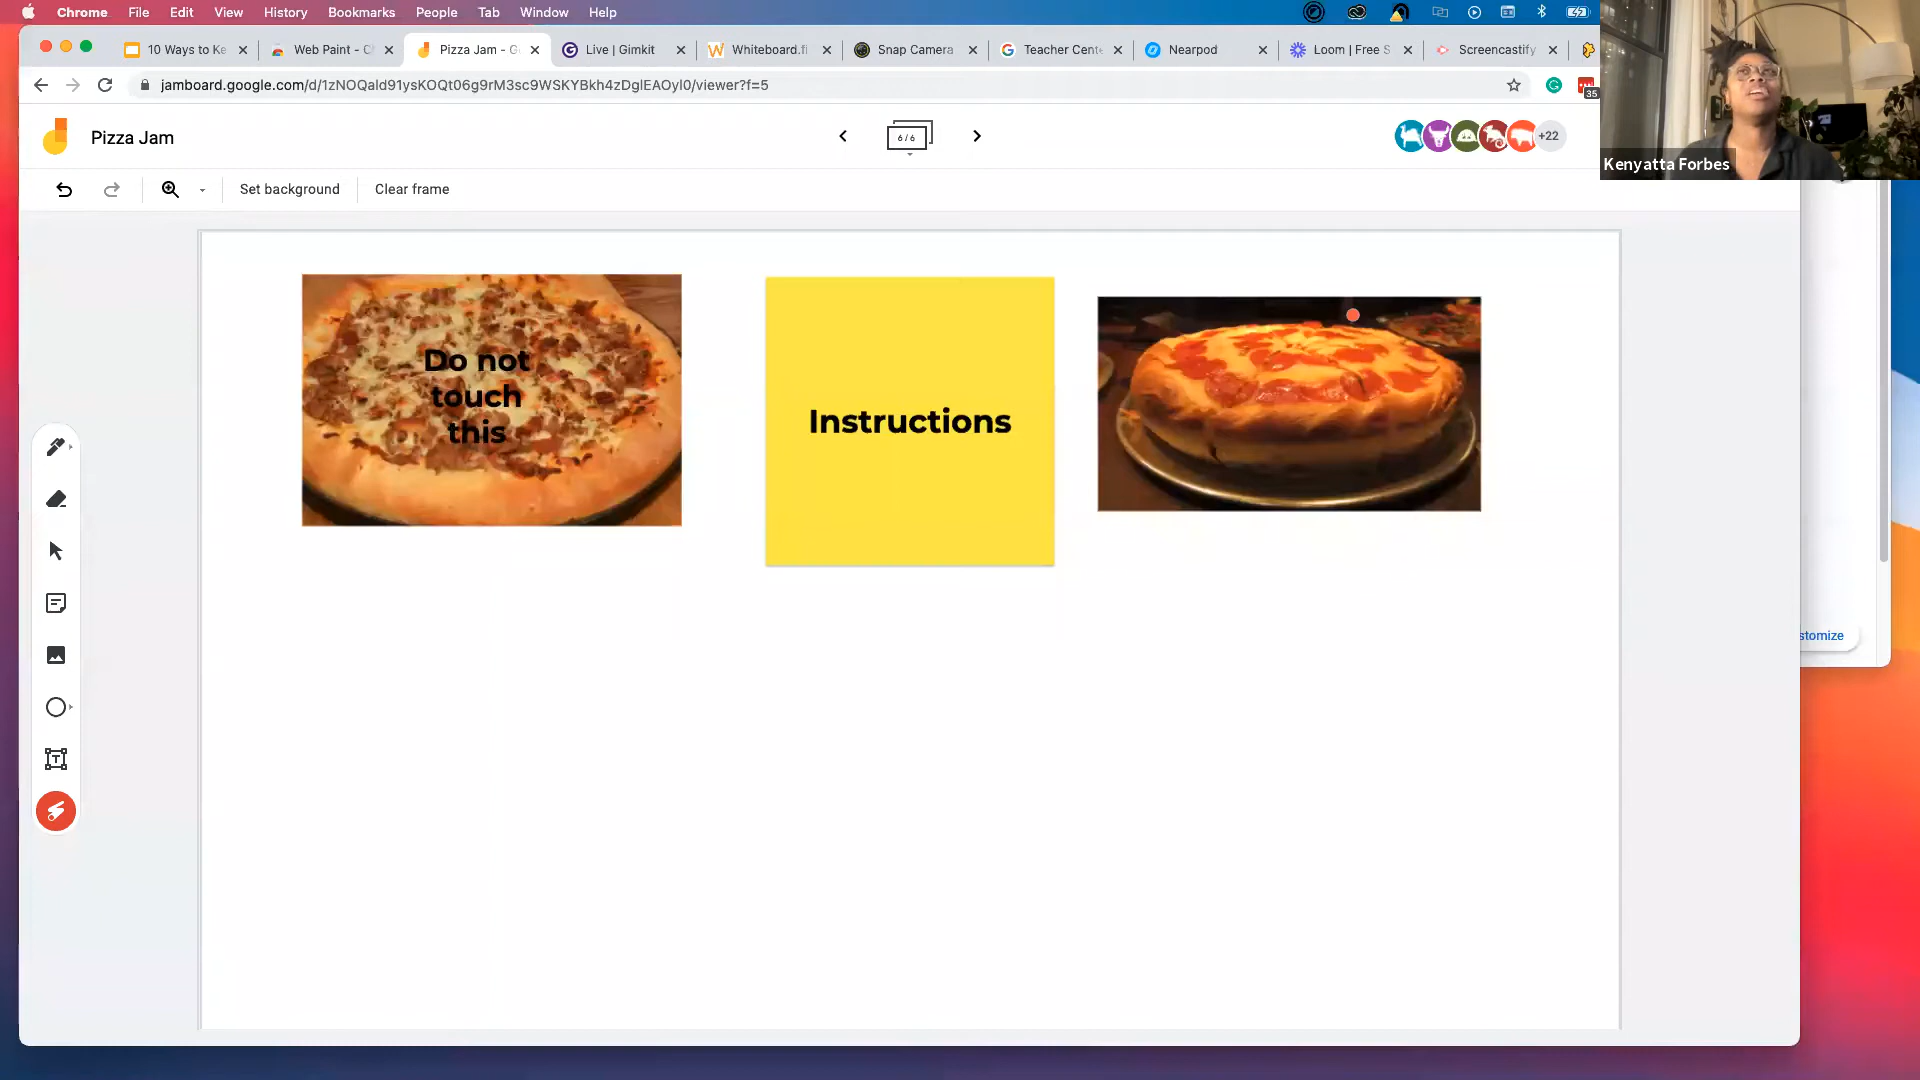 Chrome File Edit View History Bookmarks People Tab Window Help
10 Ways to Ke
Web Paint - C
Pizza Jam - G
Live | Gimkit
Whiteboard.fi
Snap Camera
Teacher Cent
Nearpod
Loom | Free S
Screencastify
jamboard.google.com/d/1zNOQald91ysKOQt06g9rM3sc9WSKYBkh4zDglEAOyl0/viewer?f=5
35
Pizza Jam
6 / 6
+22
Kenyatta Forbes
Set background
Clear frame
Do not
touch
this
Instructions
stomize